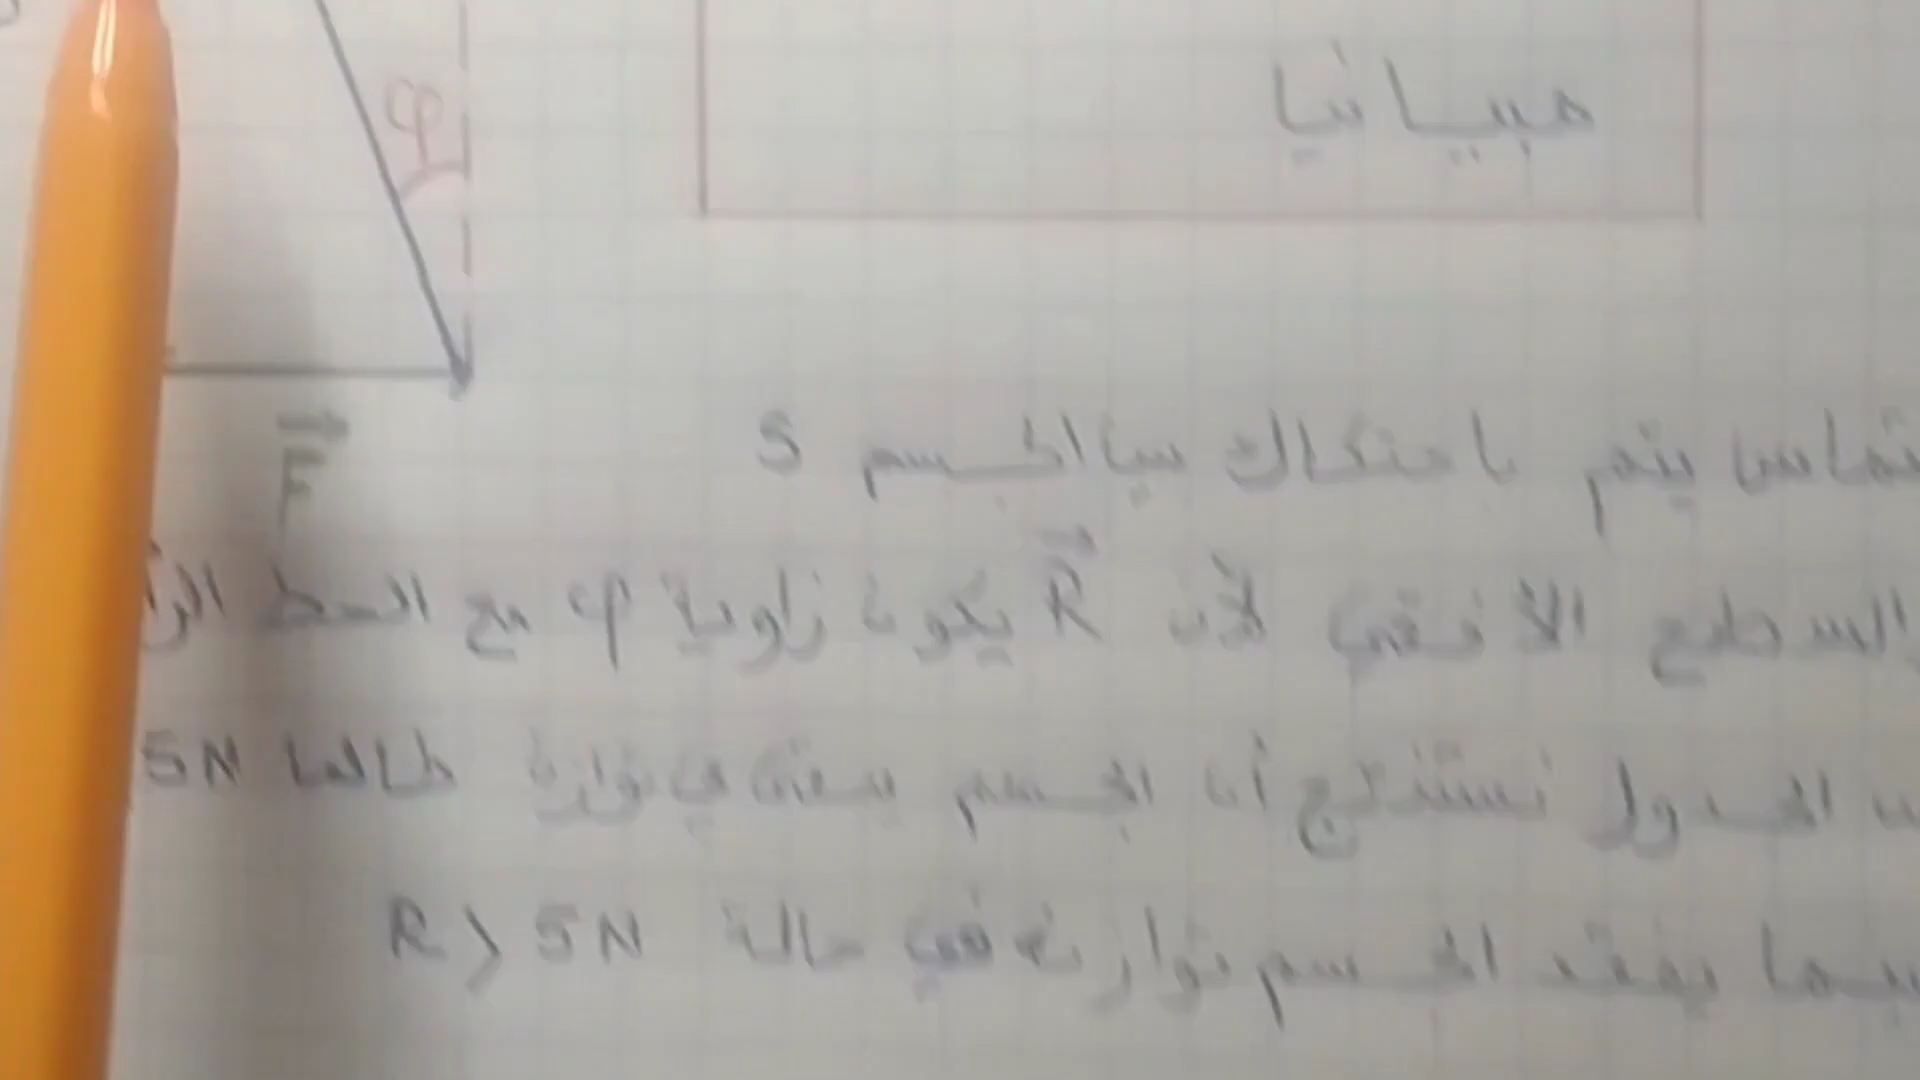 φ
مبيانيا
F
تماس يتم باحتكاك بين الجسم S
السطح الأفقي لأن R يكون زاوية φ مع الخط
الجدول نستنتج أن الجسم يبقى في توازن طالما 5N
بينما يفقد الجسم توازنه في حالة R > 5N